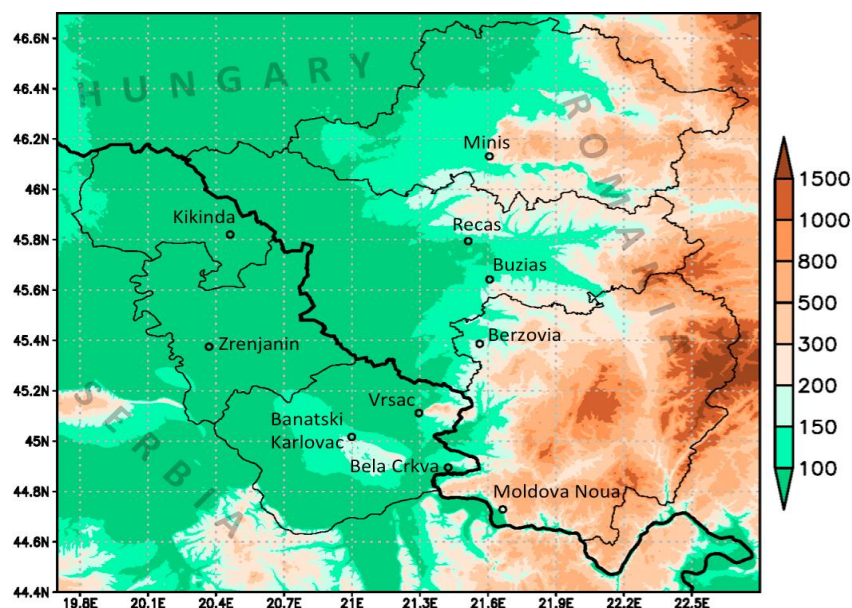 46.6N
46.4N
46.2N
46N
45.8N
45.6N
45.4N
45.2N
45N
44.8N
44.6N
44.4N
HUNGARY
ROMANIA
SERBIA
Minis
Kikinda
Recas
Buzias
Zrenjanin
Berzovia
Vrsac
Banatski
Karlovac
Bela Crkva
Moldova Noua
19.8E 20.1E 20.4E 20.7E 21E 21.3E 21.6E 21.9E 22.2E 22.5E
1500
1000
500
300
200
150
100